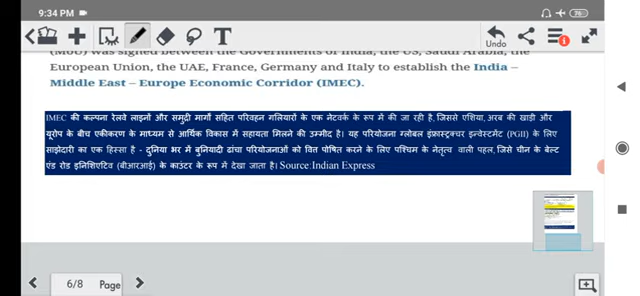 9:34 PM
76
T
Undo
(MoU) was signed between the Governments of India, the US, Saudi Arabia, the
European Union, the UAE, France, Germany and Italy to establish the India –
Middle East – Europe Economic Corridor (IMEC).
IMEC की कल्पना रेलवे लाइनों और समुद्री मार्गों सहित परिवहन गलियारों के एक नेटवर्क के रूप में की जा रही है, जिससे एशिया, अरब की खाड़ी और
यूरोप के बीच एकीकरण के माध्यम से आर्थिक विकास में सहायता मिलने की उम्मीद है। यह परियोजना ग्लोबल इंफ्रास्ट्रक्चर इन्वेस्टमेंट (PGII) के लिए
साझेदारी का एक हिस्सा है - दुनिया भर में बुनियादी ढांचा परियोजनाओं को वित्त पोषित करने के लिए पश्चिम के नेतृत्व वाली पहल, जिसे चीन के बेल्ट
एंड रोड इनिशिएटिव (बीआरआई) के काउंटर के रूप में देखा जाता है। Source:Indian Express
6/8 Page